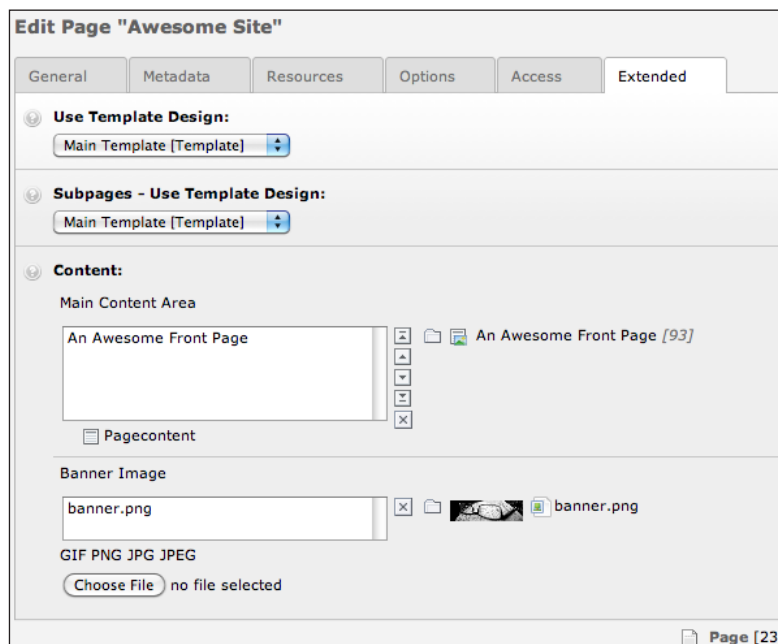 Edit Page "Awesome Site"
General Metadata Resources Options Access Extended
Use Template Design:
Main Template [Template]
Subpages - Use Template Design:
Main Template [Template]
Content:
Main Content Area
An Awesome Front Page An Awesome Front Page [93]
Pagecontent
Banner Image
banner.png banner.png
GIF PNG JPG JPEG
Choose File no file selected
Page [23